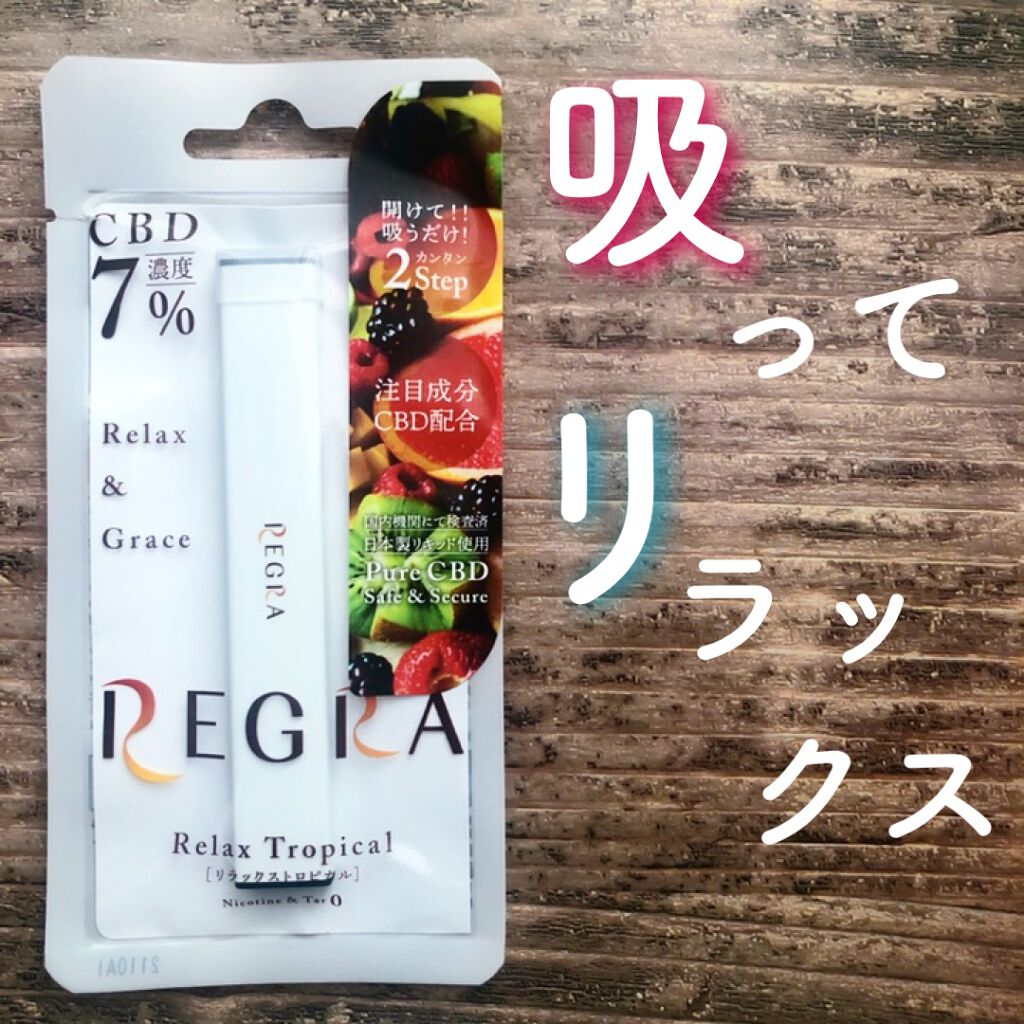 CBD
7濃度%
Relax
&
Grace
REGRA
REGRA
Relax Tropical
[リラックストロピカル]
Nicotine & Tar 0
開けて!!
吸うだけ!
カンタン
2Step
注目成分
CBD配合
国内機関にて検査済
日本製リキッド使用
Pure CBD
Safe & Secure
吸って
リラックス